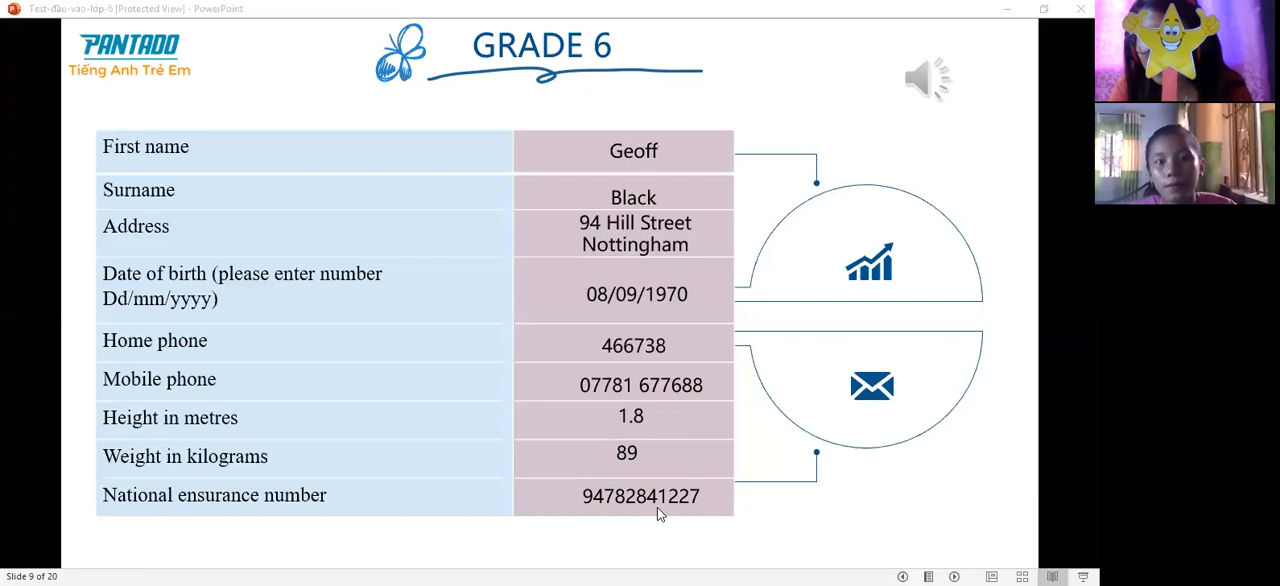 Test-đầu-vào-lớp-6 [Protected View] - PowerPoint
PANTADO
Tiếng Anh Trẻ Em
GRADE 6
First name
Geoff
Surname
Black
Address
94 Hill Street
Nottingham
Date of birth (please enter number
Dd/mm/yyyy)
08/09/1970
Home phone
466738
Mobile phone
07781 677688
Height in metres
1.8
Weight in kilograms
89
National ensurance number
94782841227
Slide 9 of 20